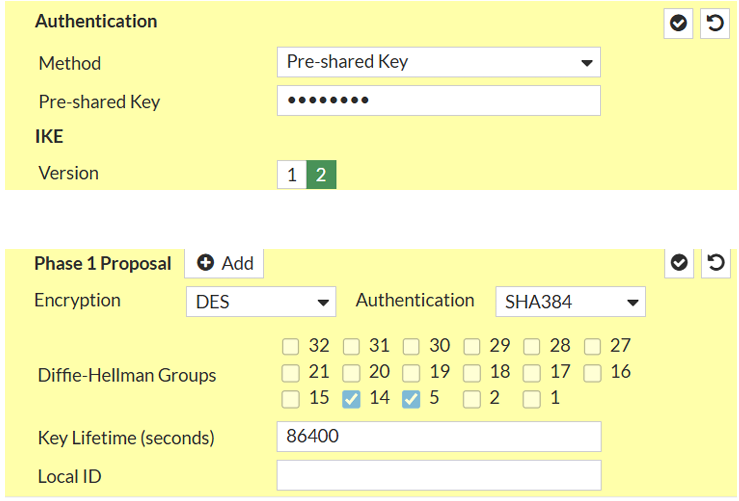 Authentication
Method Pre-shared Key
Pre-shared Key ••••••••
IKE
Version 1 2
Phase 1 Proposal Add
Encryption DES Authentication SHA384
32 31 30 29 28 27
Diffie-Hellman Groups 21 20 19 18 17 16
15 14 5 2 1
Key Lifetime (seconds) 86400
Local ID